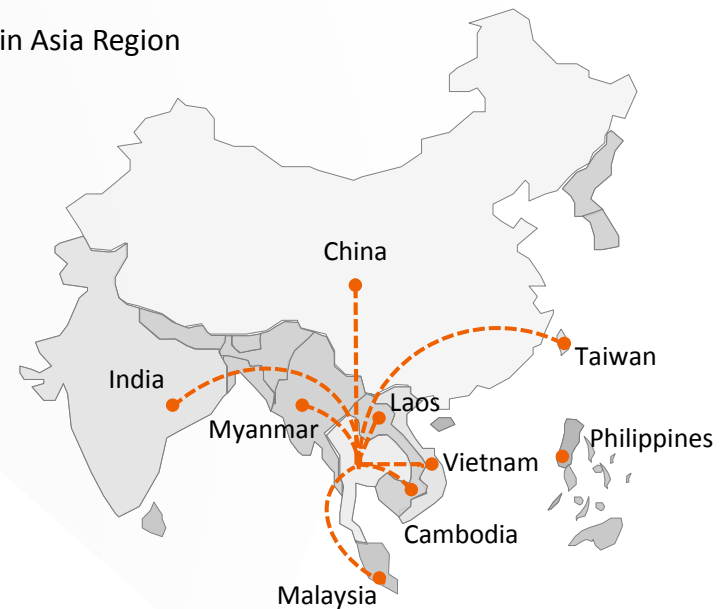 in Asia Region
China
Taiwan
India
Laos
Myanmar
Philippines
Vietnam
Cambodia
Malaysia